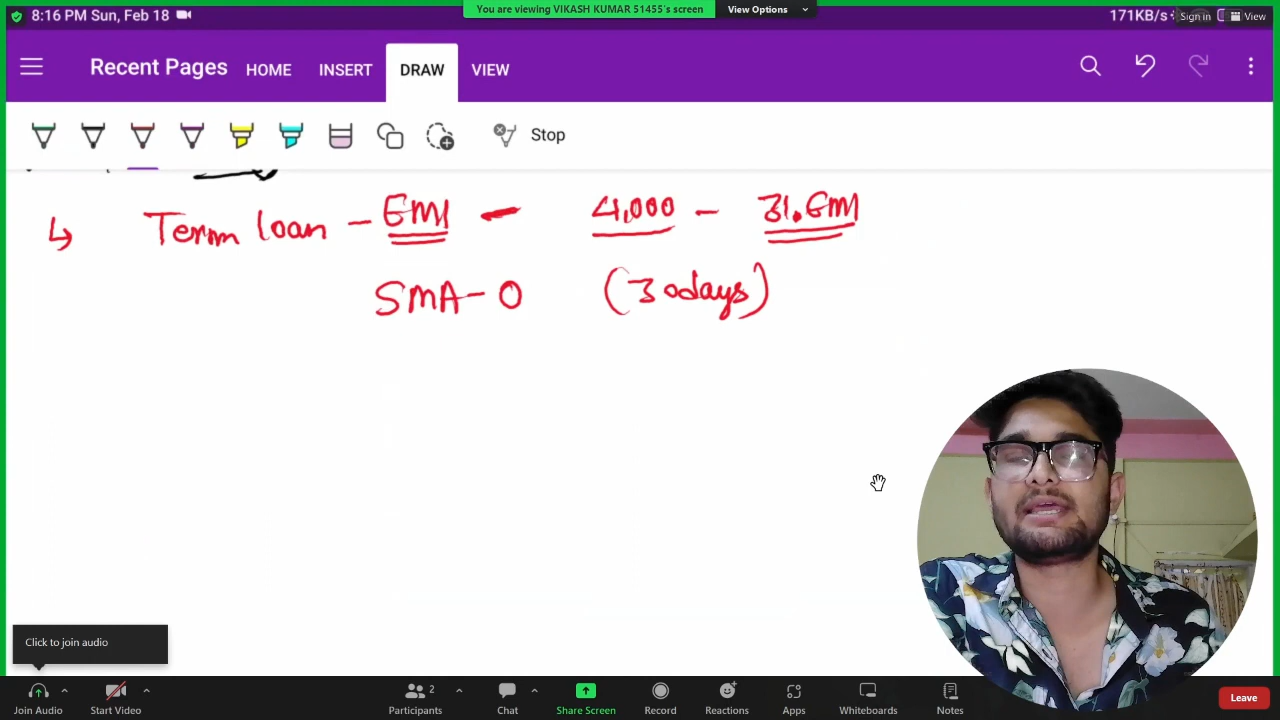 8:16 PM Sun, Feb 18
You are viewing VIKASH KUMAR 51455's screen
View Options
171KB/s
Sign in
View
Recent Pages
HOME
INSERT
DRAW
VIEW
Stop
↳ Term loan - EMI - 4,000 - 31.EMI
SMA-0 (30days)
Click to join audio
Join Audio
Start Video
2
Participants
Chat
Share Screen
Record
Reactions
Apps
Whiteboards
Notes
Leave